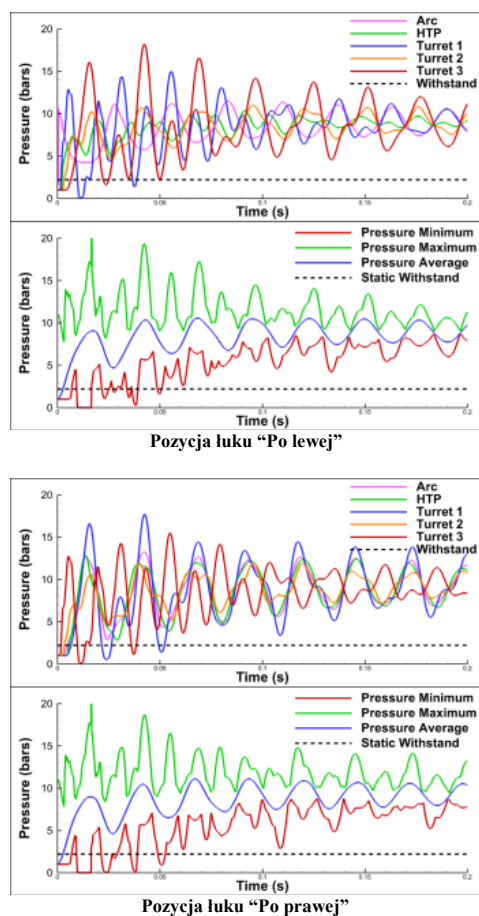 Arc
HTP
Turret 1
Turret 2
Turret 3
Withstand
Pressure (bars)
20
15
10
5
0
0 0.05 0.1 0.15 0.2
Time (s)
Pressure Minimum
Pressure Maximum
Pressure Average
Static Withstand
Pressure (bars)
20
15
10
5
0
0 0.05 0.1 0.15 0.2
Time (s)
Pozycja łuku “Po lewej”
Arc
HTP
Turret 1
Turret 2
Turret 3
Withstand
Pressure (bars)
20
15
10
5
0
0 0.05 0.1 0.15 0.2
Time (s)
Pressure Minimum
Pressure Maximum
Pressure Average
Static Withstand
Pressure (bars)
20
15
10
5
0
0 0.05 0.1 0.15 0.2
Time (s)
Pozycja łuku “Po prawej”